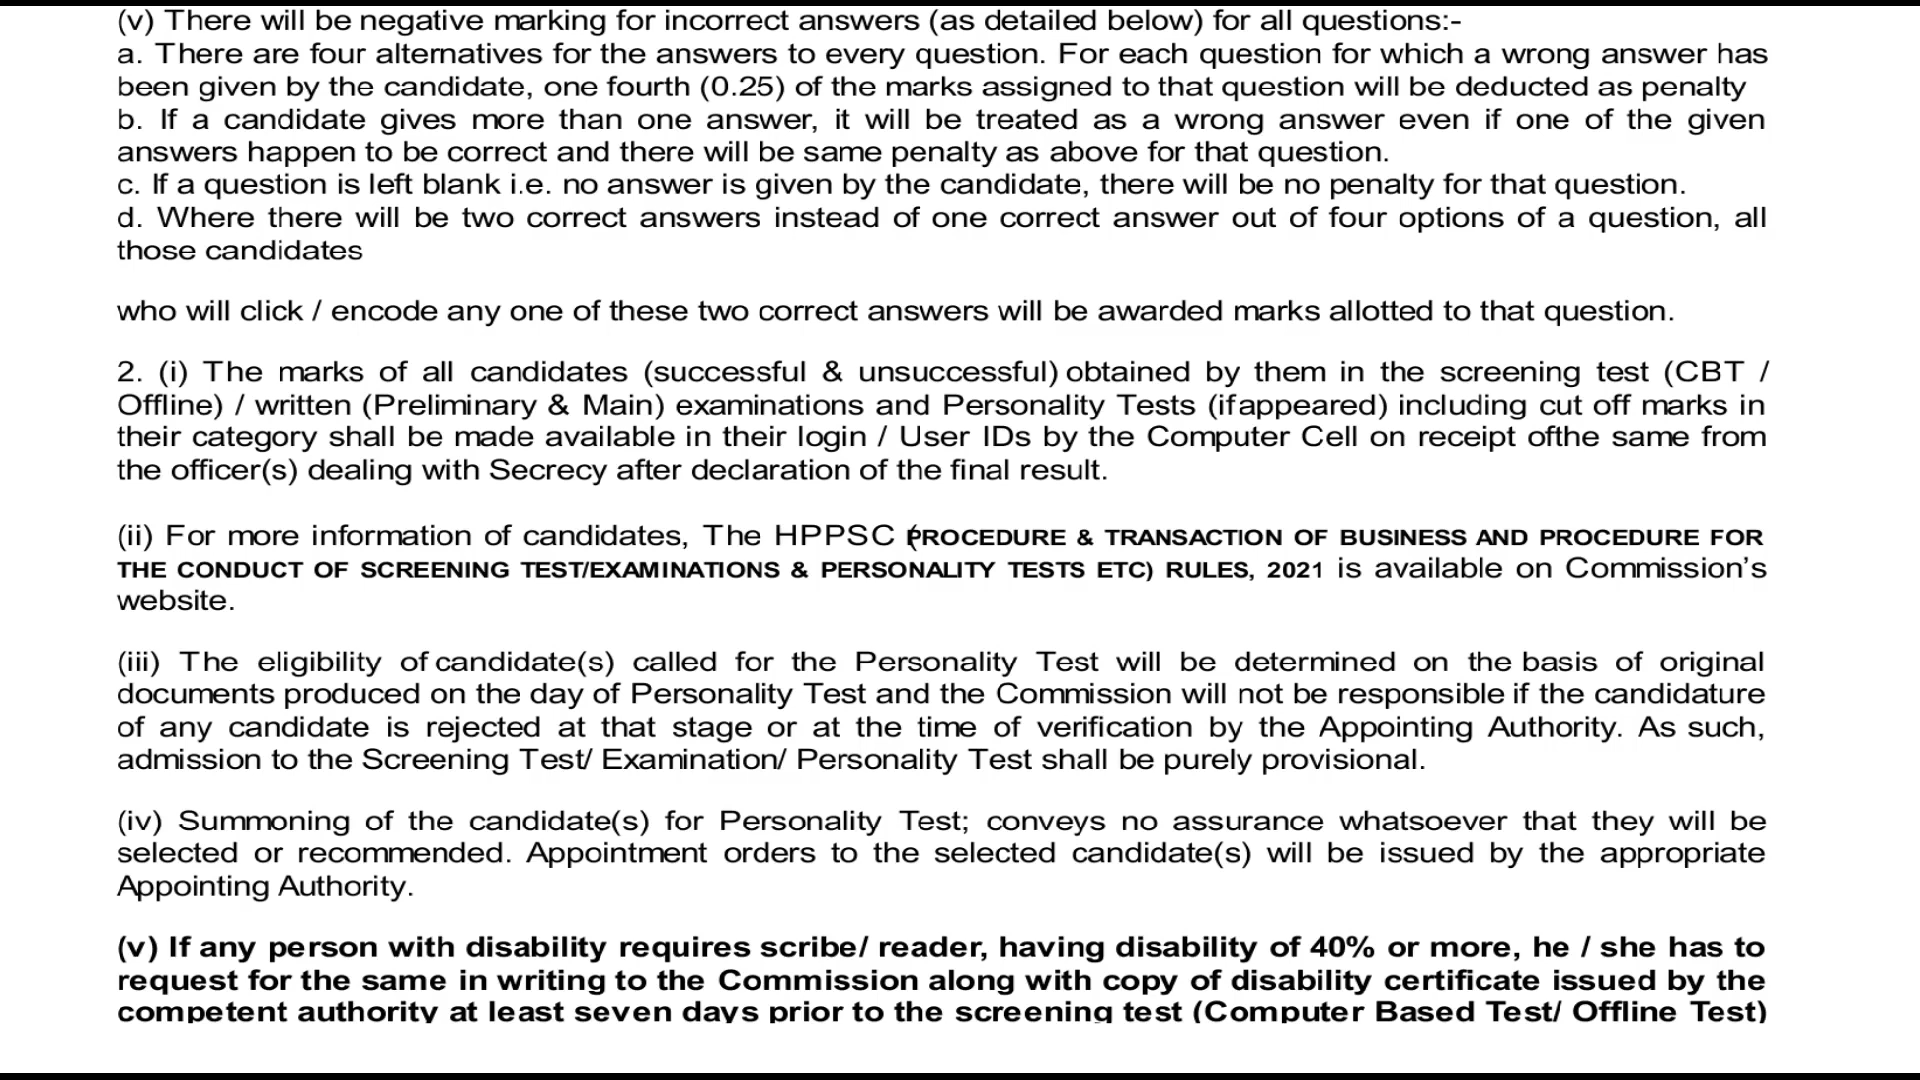 (v) There will be negative marking for incorrect answers (as detailed below) for all questions:-
a. There are four alternatives for the answers to every question. For each question for which a wrong answer has
been given by the candidate, one fourth (0.25) of the marks assigned to that question will be deducted as penalty
b. If a candidate gives more than one answer, it will be treated as a wrong answer even if one of the given
answers happen to be correct and there will be same penalty as above for that question.
c. If a question is left blank i.e. no answer is given by the candidate, there will be no penalty for that question.
d. Where there will be two correct answers instead of one correct answer out of four options of a question, all
those candidates
who will click / encode any one of these two correct answers will be awarded marks allotted to that question.
2. (i) The marks of all candidates (successful & unsuccessful) obtained by them in the screening test (CBT /
Offline) / written (Preliminary & Main) examinations and Personality Tests (ifappeared) including cut off marks in
their category shall be made available in their login / User IDs by the Computer Cell on receipt ofthe same from
the officer(s) dealing with Secrecy after declaration of the final result.
(ii) For more information of candidates, The HPPSC (PROCEDURE & TRANSACTION OF BUSINESS AND PROCEDURE FOR
THE CONDUCT OF SCREENING TEST/EXAMINATIONS & PERSONALITY TESTS ETC) RULES, 2021 is available on Commission's
website.
(iii) The eligibility of candidate(s) called for the Personality Test will be determined on the basis of original
documents produced on the day of Personality Test and the Commission will not be responsible if the candidature
of any candidate is rejected at that stage or at the time of verification by the Appointing Authority. As such,
admission to the Screening Test/ Examination/ Personality Test shall be purely provisional.
(iv) Summoning of the candidate(s) for Personality Test; conveys no assurance whatsoever that they will be
selected or recommended. Appointment orders to the selected candidate(s) will be issued by the appropriate
Appointing Authority.
(v) If any person with disability requires scribe/ reader, having disability of 40% or more, he / she has to
request for the same in writing to the Commission along with copy of disability certificate issued by the
competent authority at least seven days prior to the screening test (Computer Based Test/ Offline Test)